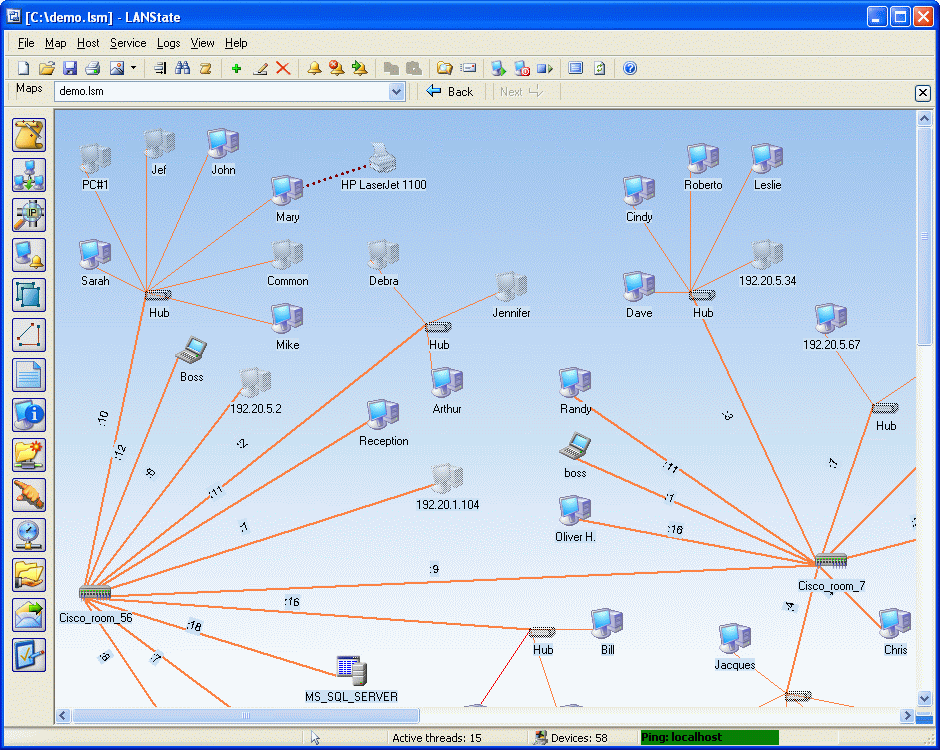 [C:\demo.lsm] - LANState
File Map Host Service Logs View Help
Maps demo.lsm Back Next
PC#1
Jef
John
Mary
HP LaserJet 1100
Sarah
Common
Debra
Hub
Mike
Jennifer
Hub
Boss
192.20.5.2
Arthur
Reception
192.20.1.104
Cindy
Roberto
Leslie
192.20.5.34
Dave
Hub
192.20.5.67
Hub
Randy
boss
Oliver H.
:10
:12
:2
:11
:7
:3
:11
:1
:16
:7
:9
:16
:18
:7
Cisco_room_56
Cisco_room_7
Hub
Bill
Jacques
Chris
MS_SQL_SERVER
IP
Active threads: 15
Devices: 58
Ping: localhost